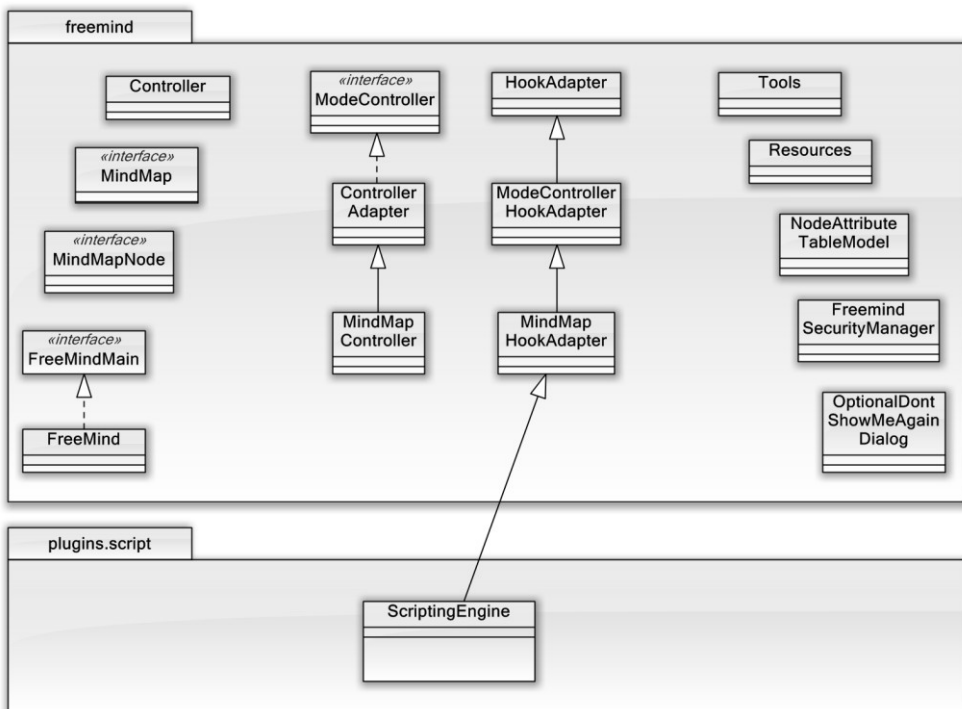 freemind
Controller
«interface»
ModeController
HookAdapter
Tools
«interface»
MindMap
Resources
Controller
Adapter
ModeController
HookAdapter
«interface»
MindMapNode
NodeAttribute
TableModel
MindMap
Controller
MindMap
HookAdapter
Freemind
SecurityManager
«interface»
FreeMindMain
FreeMind
OptionalDont
ShowMeAgain
Dialog
plugins.script
ScriptingEngine